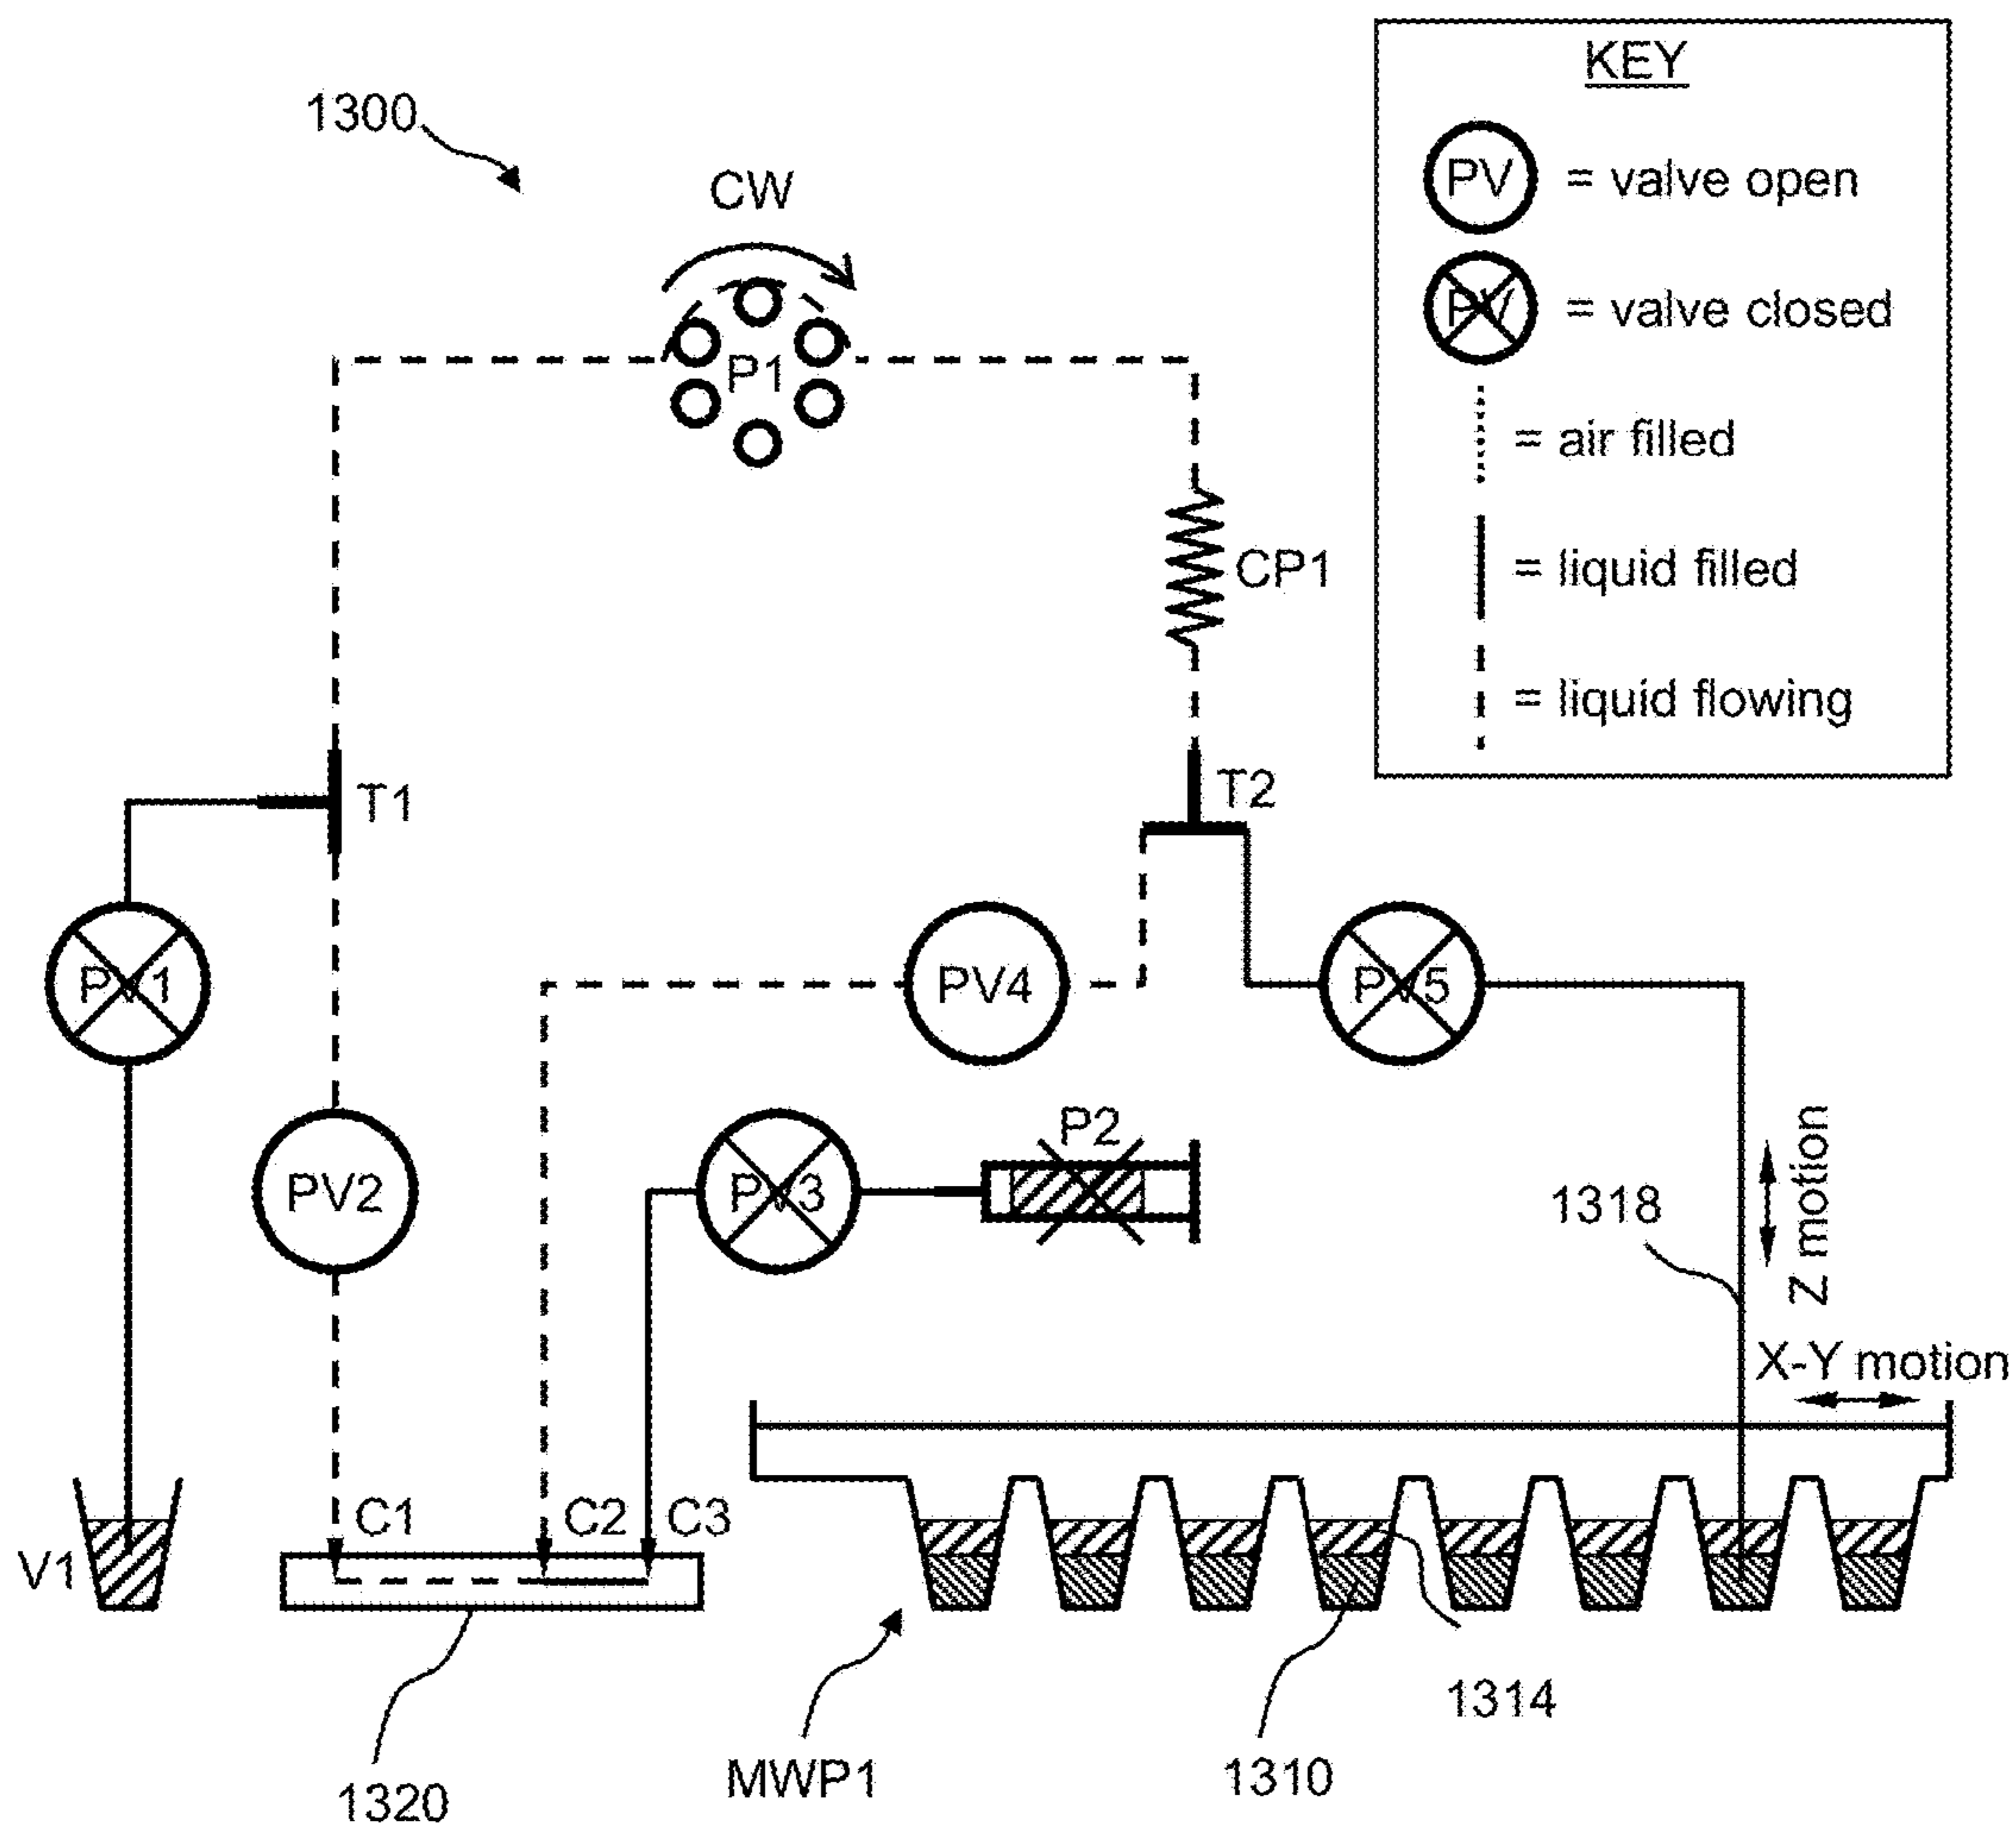 KEY
1300
CW
PV = valve open
PV = valve closed
P1
= air filled
CP1
= liquid filled
= liquid flowing
T1
T2
PV1
PV4
PV5
P2
PV2
PV3
1318
Z motion
X-Y motion
C1
C2
C3
V1
1314
MWP1
1310
1320